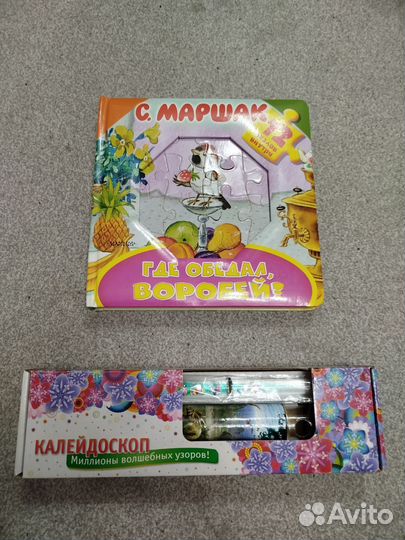 С. МАРШАК
ГДЕ ОБЕДАЛ,
ВОРОБЕЙ?
КАЛЕЙДОСКОП
Миллионы волшебных узоров!
Avito